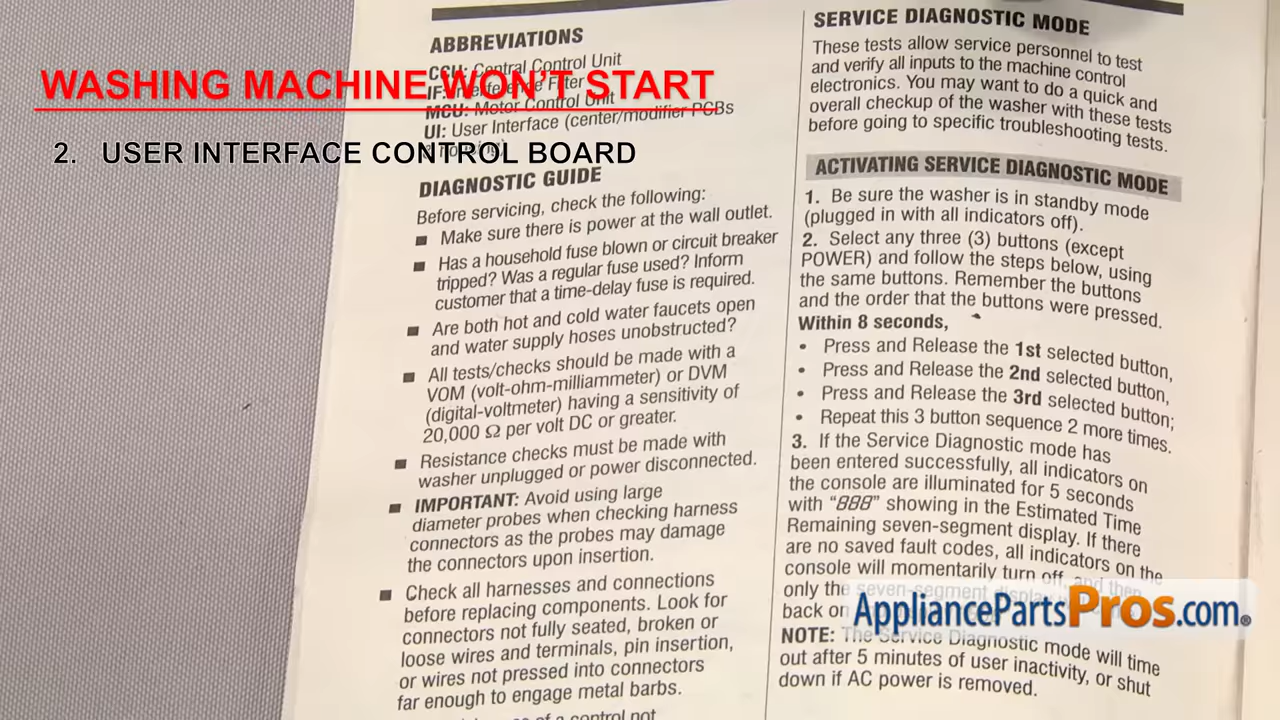 WASHING MACHINE WON'T START
2. USER INTERFACE CONTROL BOARD
ABBREVIATIONS
CCU: Central Control Unit
IF: Interference Filter
MCU: Motor Control Unit
UI: User Interface (center/modifier PCBs
DIAGNOSTIC GUIDE
Before servicing, check the following:
■ Make sure there is power at the wall outlet.
■ Has a household fuse blown or circuit breaker
tripped? Was a regular fuse used? Inform
customer that a time-delay fuse is required.
■ Are both hot and cold water faucets open
and water supply hoses unobstructed?
■ All tests/checks should be made with a
VOM (volt-ohm-milliammeter) or DVM
(digital-voltmeter) having a sensitivity of
20,000 Ω per volt DC or greater.
■ Resistance checks must be made with
washer unplugged or power disconnected.
■ IMPORTANT: Avoid using large
diameter probes when checking harness
connectors as the probes may damage
the connectors upon insertion.
■ Check all harnesses and connections
before replacing components. Look for
connectors not fully seated, broken or
loose wires and terminals, pin insertion,
or wires not pressed into connectors
far enough to engage metal barbs.
of a control not
SERVICE DIAGNOSTIC MODE
These tests allow service personnel to test
and verify all inputs to the machine control
electronics. You may want to do a quick and
overall checkup of the washer with these tests
before going to specific troubleshooting tests.
ACTIVATING SERVICE DIAGNOSTIC MODE
1. Be sure the washer is in standby mode
(plugged in with all indicators off).
2. Select any three (3) buttons (except
POWER) and follow the steps below, using
the same buttons. Remember the buttons
and the order that the buttons were pressed.
Within 8 seconds,
• Press and Release the 1st selected button,
• Press and Release the 2nd selected button,
• Press and Release the 3rd selected button;
• Repeat this 3 button sequence 2 more times.
3. If the Service Diagnostic mode has
been entered successfully, all indicators on
the console are illuminated for 5 seconds
with “888” showing in the Estimated Time
Remaining seven-segment display. If there
are no saved fault codes, all indicators on the
console will momentarily turn off, and then
only the seven-segment display
back on
NOTE: The Service Diagnostic mode will time
out after 5 minutes of user inactivity, or shut
down if AC power is removed.
AppliancePartsPros.com®